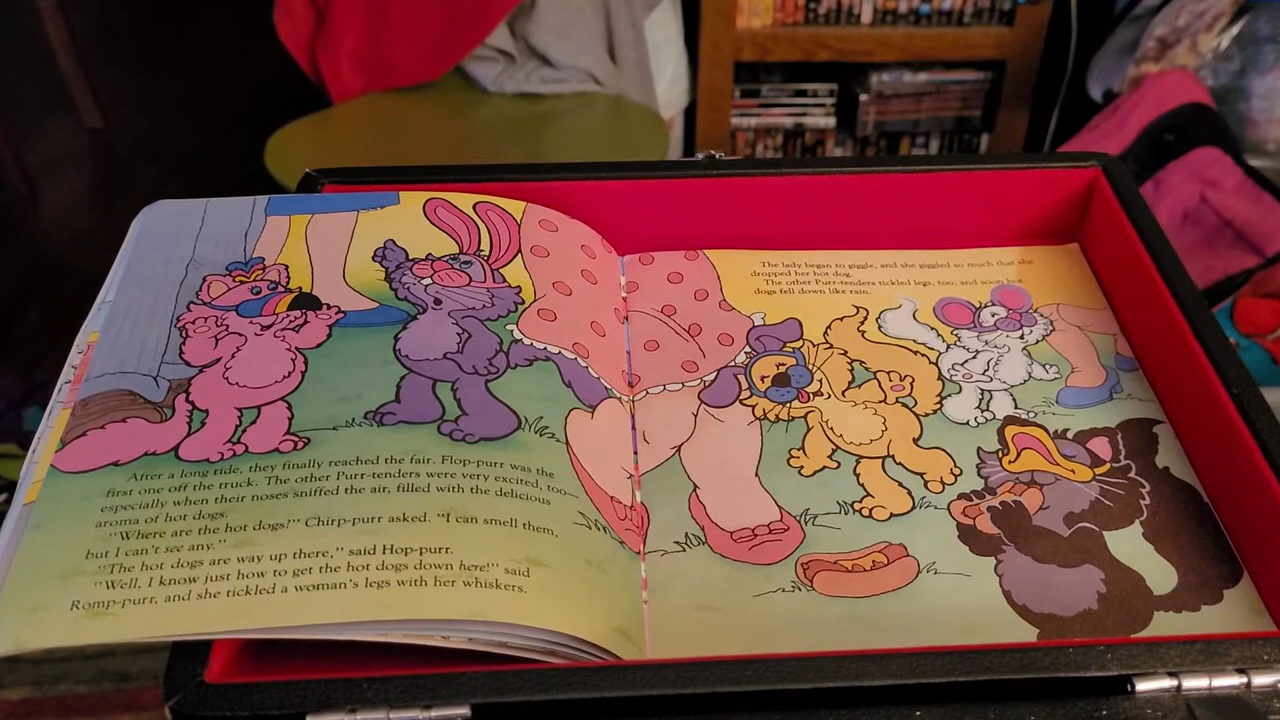 After a long ride, they finally reached the fair. Flop-purr was the
first one off the truck. The other Purr-tenders were very excited, too—
especially when their noses sniffed the air, filled with the delicious
aroma of hot dogs.
"Where are the hot dogs?" Chirp-purr asked. "I can smell them,
but I can't see any."
"The hot dogs are way up there," said Hop-purr.
"Well, I know just how to get the hot dogs down here!" said
Romp-purr, and she tickled a woman's legs with her whiskers.
The lady began to giggle, and she giggled so much that she
dropped her hot dog.
The other Purr-tenders tickled legs, too, and soon hot
dogs fell down like rain.